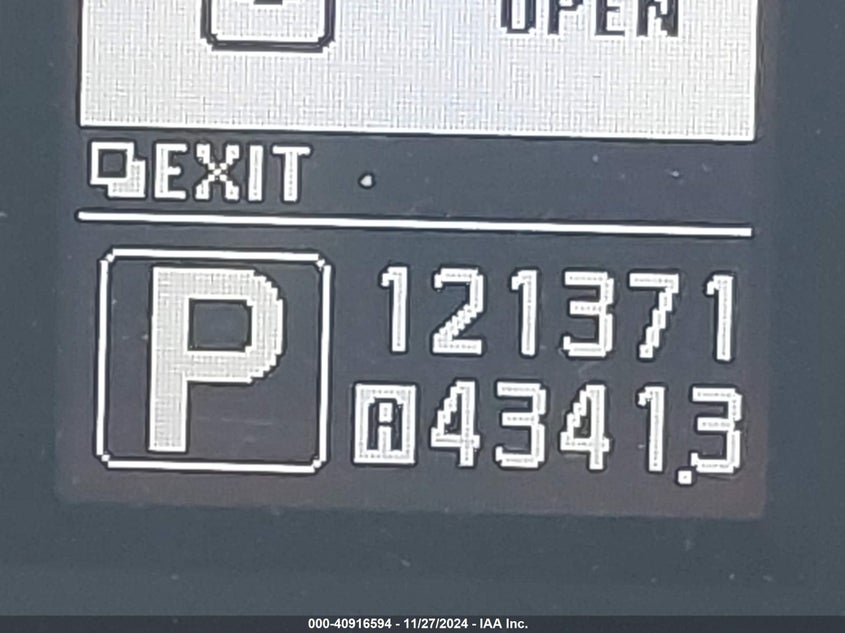 OPEN
EXIT
P
121371
A 4341.3
000-40916594 - 11/27/2024 - IAA Inc.